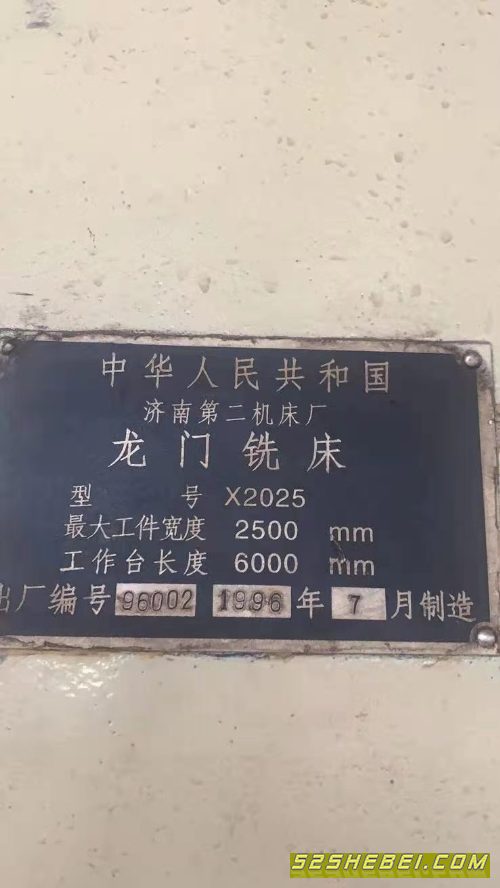 中华人民共和国
济南第二机床厂
龙门铣床
型 号 X2025
最大工件宽度 2500 mm
工作台长度 6000 mm
出厂编号 96002 1996 年 7 月制造
52SHEBEI.COM